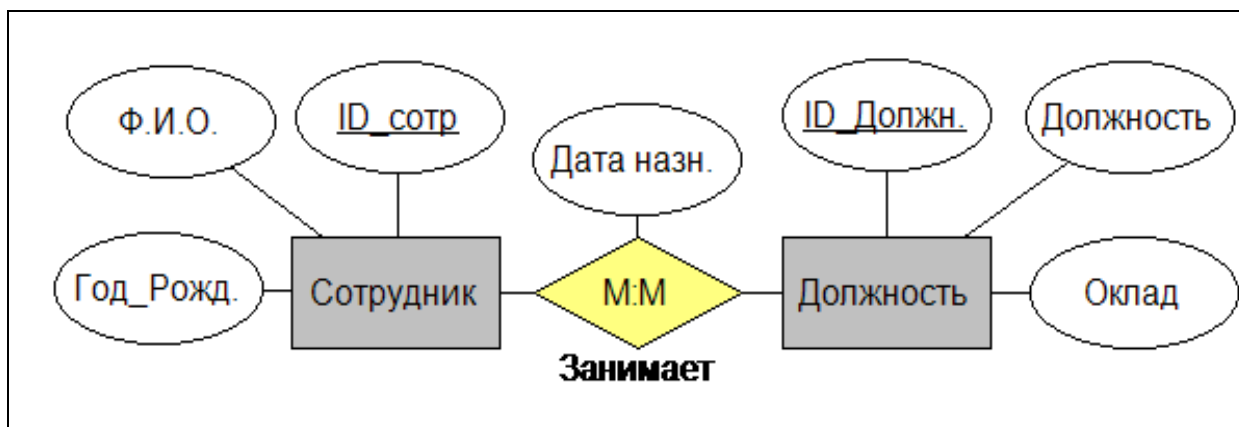 Ф.И.О.
ID_сотр
Дата назн.
ID_Должн.
Должность
Год_Рожд.
Сотрудник
М:М
Должность
Оклад
Занимает